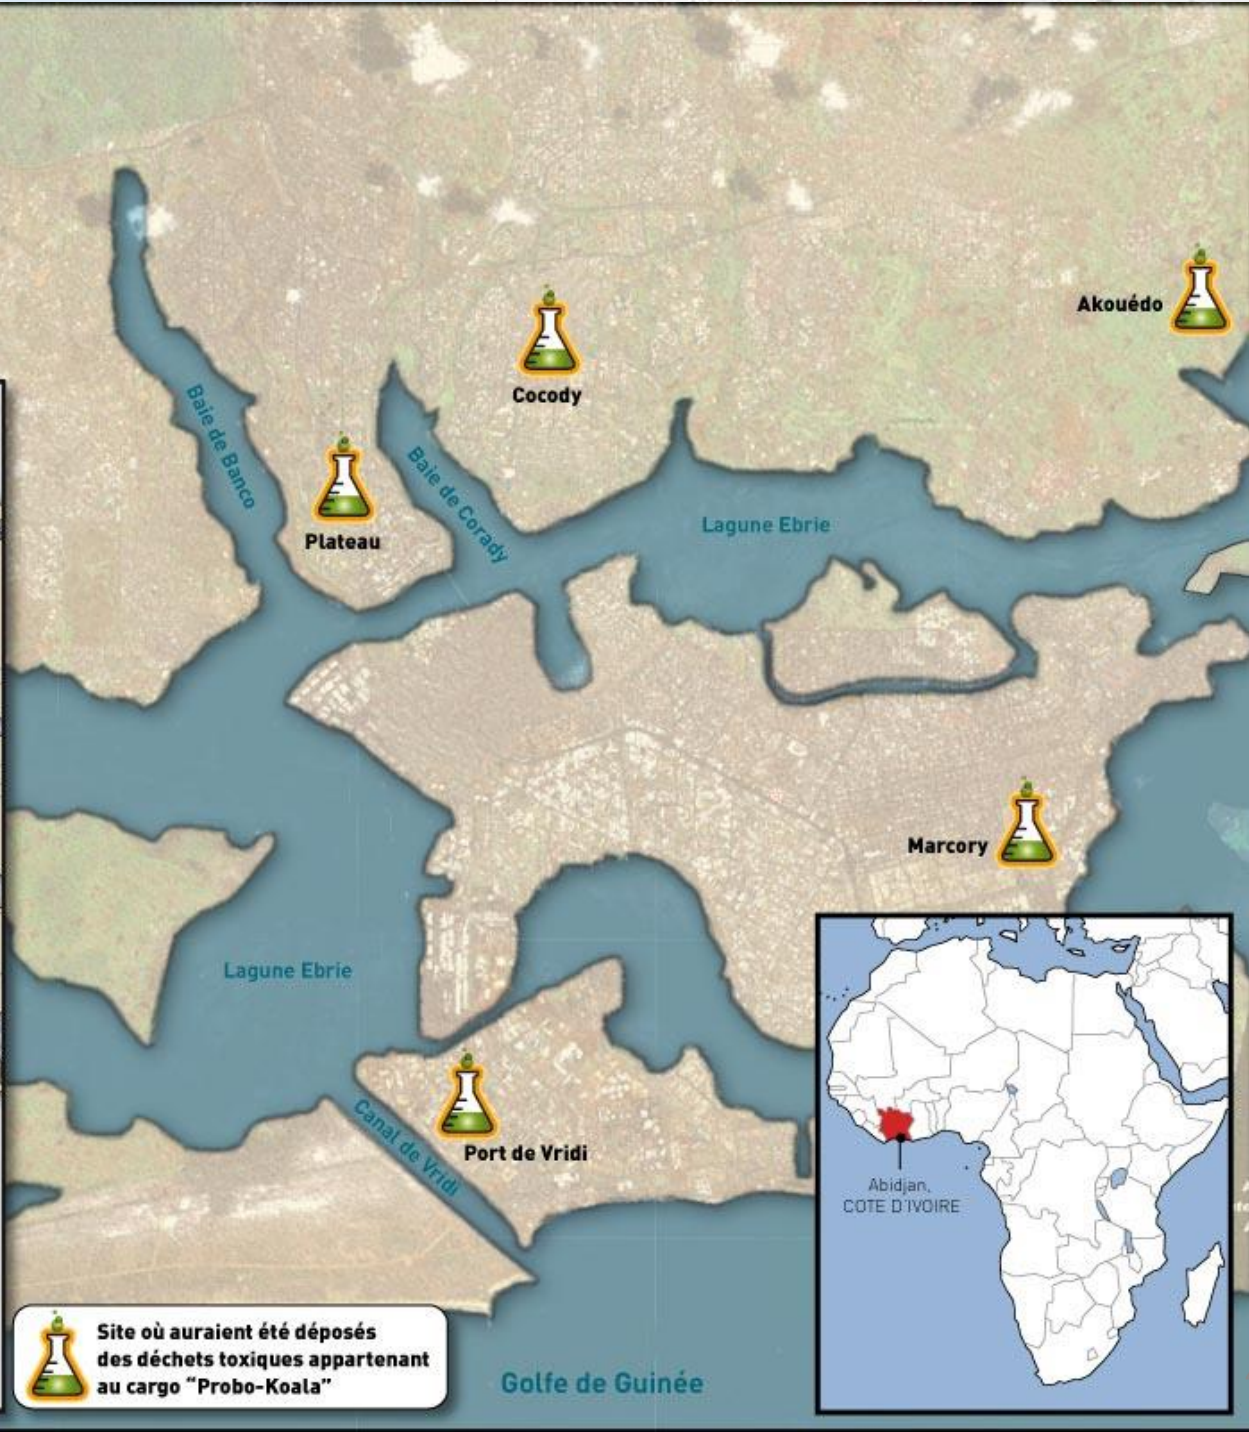 Akouédo
Cocody
Baie de Banco
Plateau
Baie de Corady
Lagune Ebrie
Marcory
Lagune Ebrie
Canal de Vridi
Port de Vridi
Abidjan,
COTE D'IVOIRE
Site où auraient été déposés
des déchets toxiques appartenant
au cargo "Probo-Koala"
Golfe de Guinée